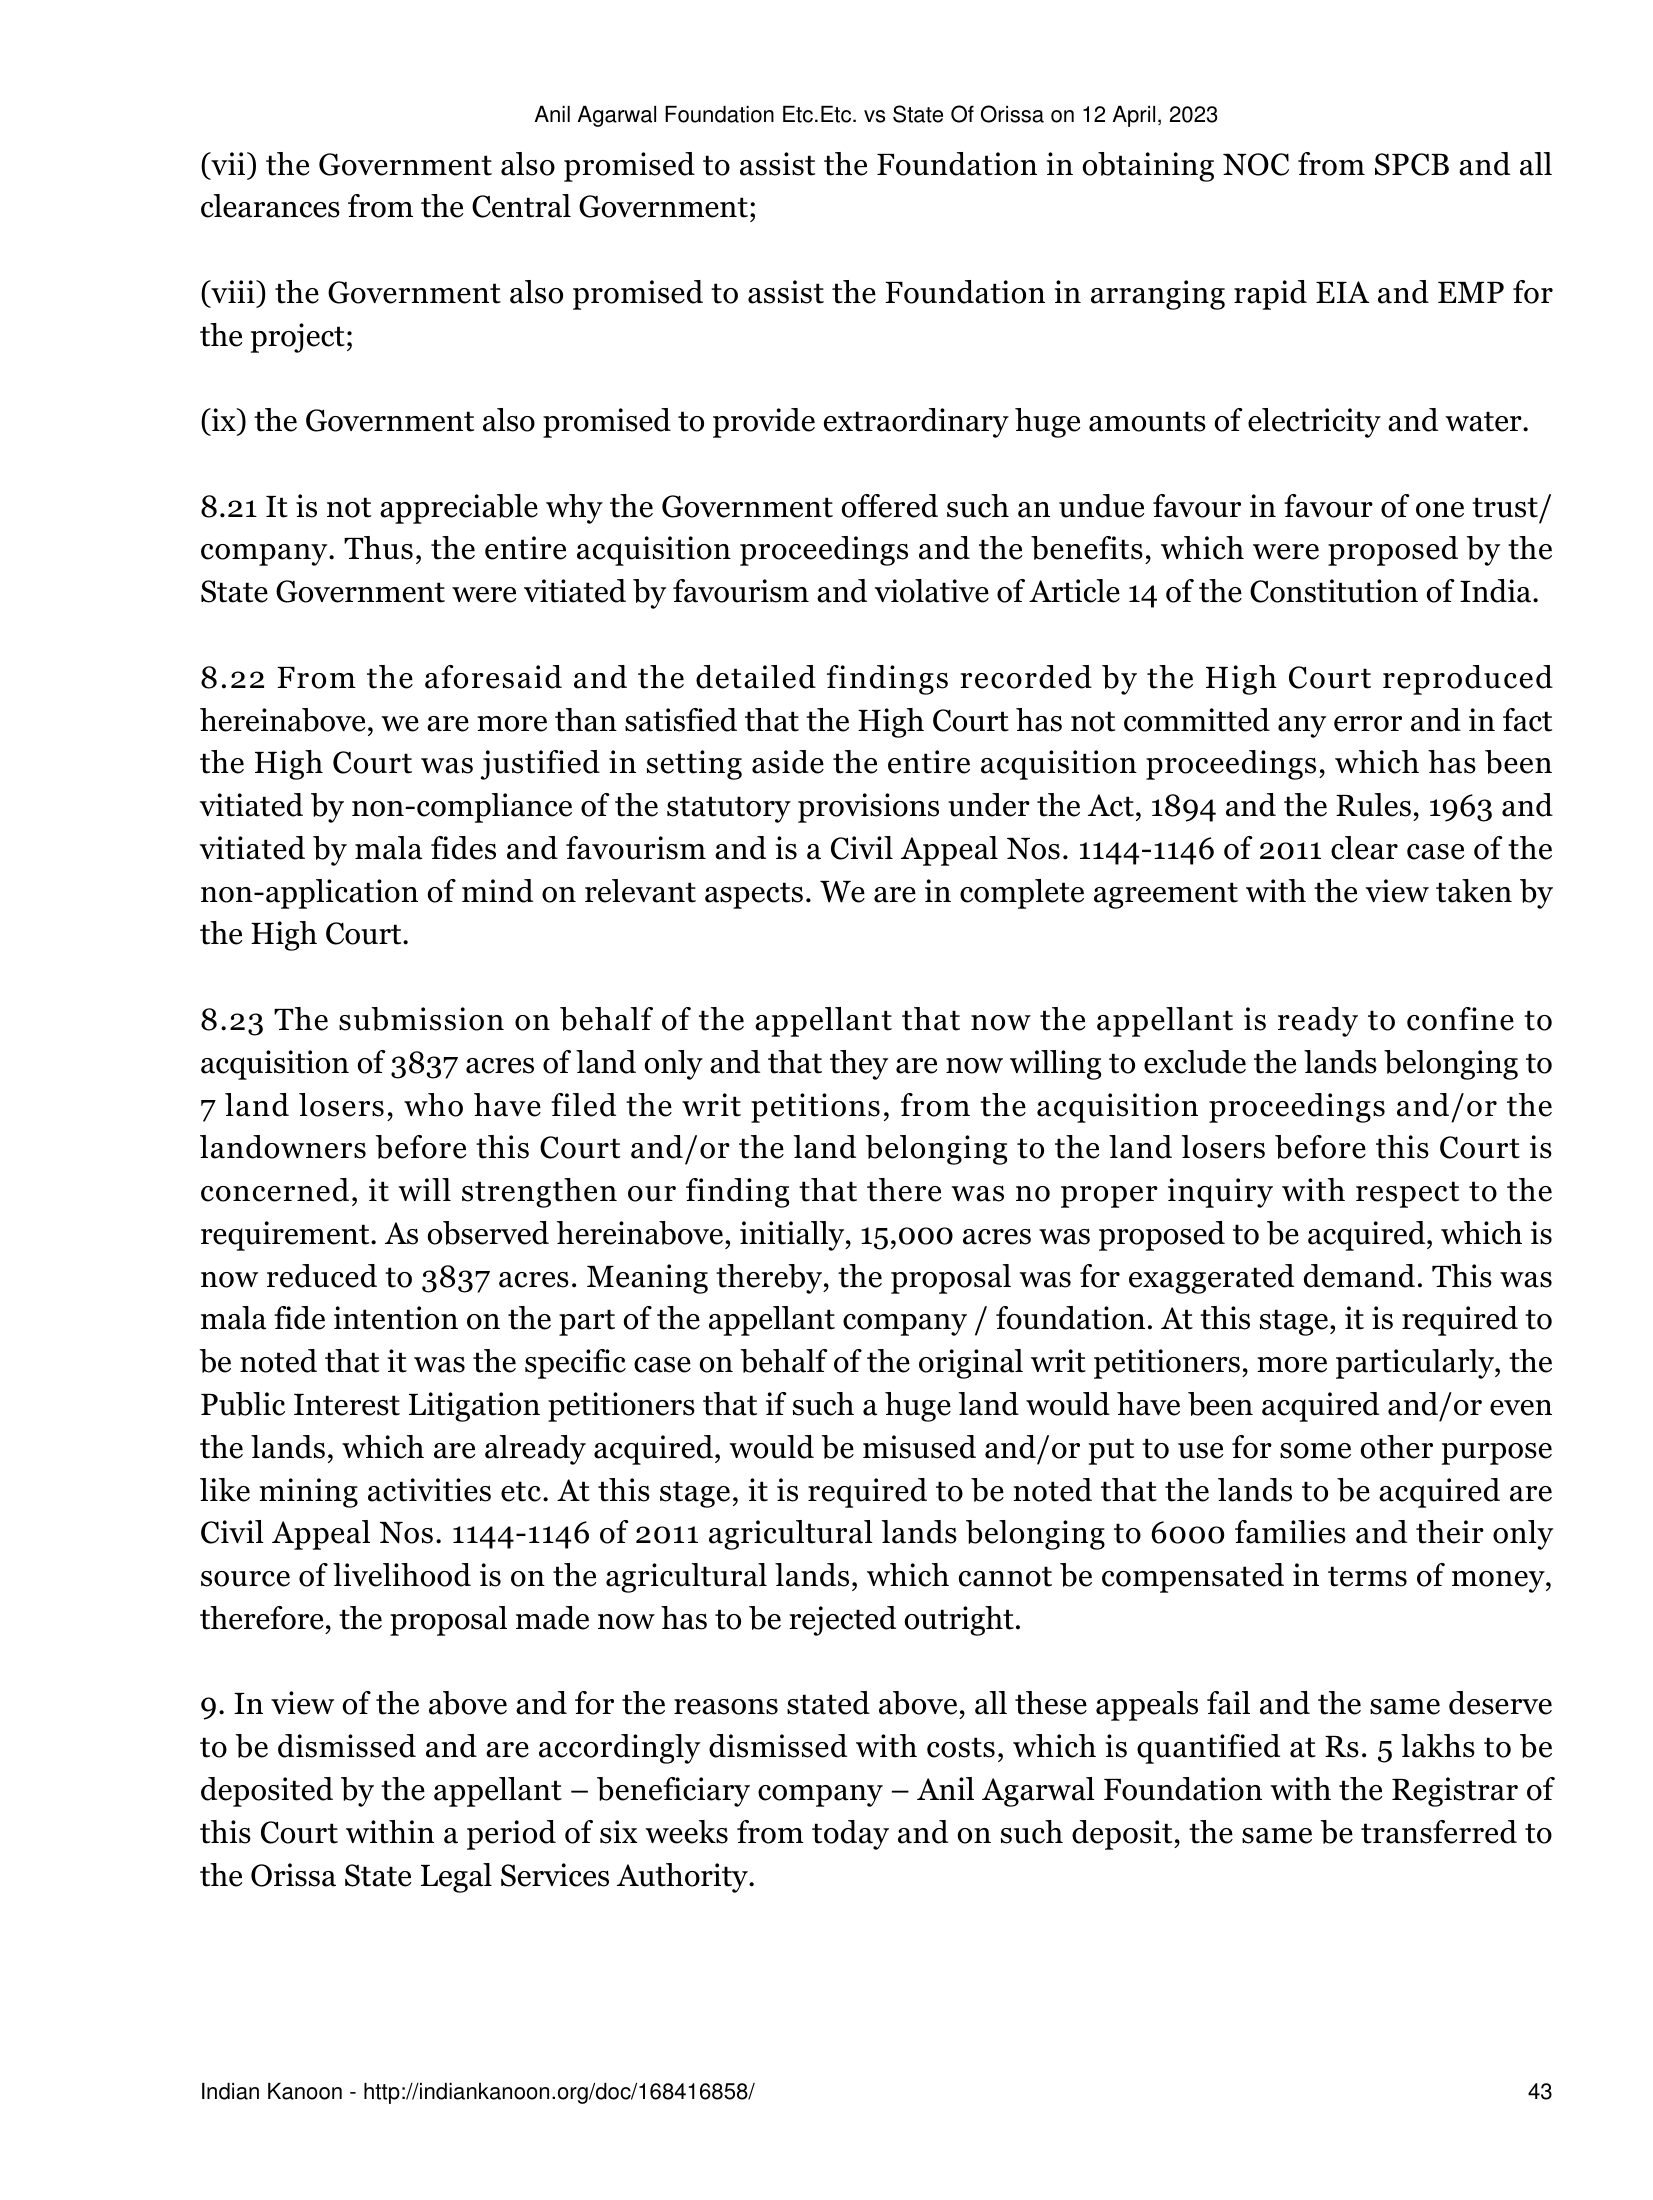 Anil Agarwal Foundation Etc.Etc. vs State Of Orissa on 12 April, 2023
(vii) the Government also promised to assist the Foundation in obtaining NOC from SPCB and all
clearances from the Central Government;
(viii) the Government also promised to assist the Foundation in arranging rapid EIA and EMP for
the project;
(ix) the Government also promised to provide extraordinary huge amounts of electricity and water.
8.21 It is not appreciable why the Government offered such an undue favour in favour of one trust/
company. Thus, the entire acquisition proceedings and the benefits, which were proposed by the
State Government were vitiated by favourism and violative of Article 14 of the Constitution of India.
8.22 From the aforesaid and the detailed findings recorded by the High Court reproduced
hereinabove, we are more than satisfied that the High Court has not committed any error and in fact
the High Court was justified in setting aside the entire acquisition proceedings, which has been
vitiated by non-compliance of the statutory provisions under the Act, 1894 and the Rules, 1963 and
vitiated by mala fides and favourism and is a Civil Appeal Nos. 1144-1146 of 2011 clear case of the
non-application of mind on relevant aspects. We are in complete agreement with the view taken by
the High Court.
8.23 The submission on behalf of the appellant that now the appellant is ready to confine to
acquisition of 3837 acres of land only and that they are now willing to exclude the lands belonging to
7 land losers, who have filed the writ petitions, from the acquisition proceedings and/or the
landowners before this Court and/or the land belonging to the land losers before this Court is
concerned, it will strengthen our finding that there was no proper inquiry with respect to the
requirement. As observed hereinabove, initially, 15,000 acres was proposed to be acquired, which is
now reduced to 3837 acres. Meaning thereby, the proposal was for exaggerated demand. This was
mala fide intention on the part of the appellant company / foundation. At this stage, it is required to
be noted that it was the specific case on behalf of the original writ petitioners, more particularly, the
Public Interest Litigation petitioners that if such a huge land would have been acquired and/or even
the lands, which are already acquired, would be misused and/or put to use for some other purpose
like mining activities etc. At this stage, it is required to be noted that the lands to be acquired are
Civil Appeal Nos. 1144-1146 of 2011 agricultural lands belonging to 6000 families and their only
source of livelihood is on the agricultural lands, which cannot be compensated in terms of money,
therefore, the proposal made now has to be rejected outright.
9. In view of the above and for the reasons stated above, all these appeals fail and the same deserve
to be dismissed and are accordingly dismissed with costs, which is quantified at Rs. 5 lakhs to be
deposited by the appellant – beneficiary company – Anil Agarwal Foundation with the Registrar of
this Court within a period of six weeks from today and on such deposit, the same be transferred to
the Orissa State Legal Services Authority.
Indian Kanoon - http://indiankanoon.org/doc/168416858/
43